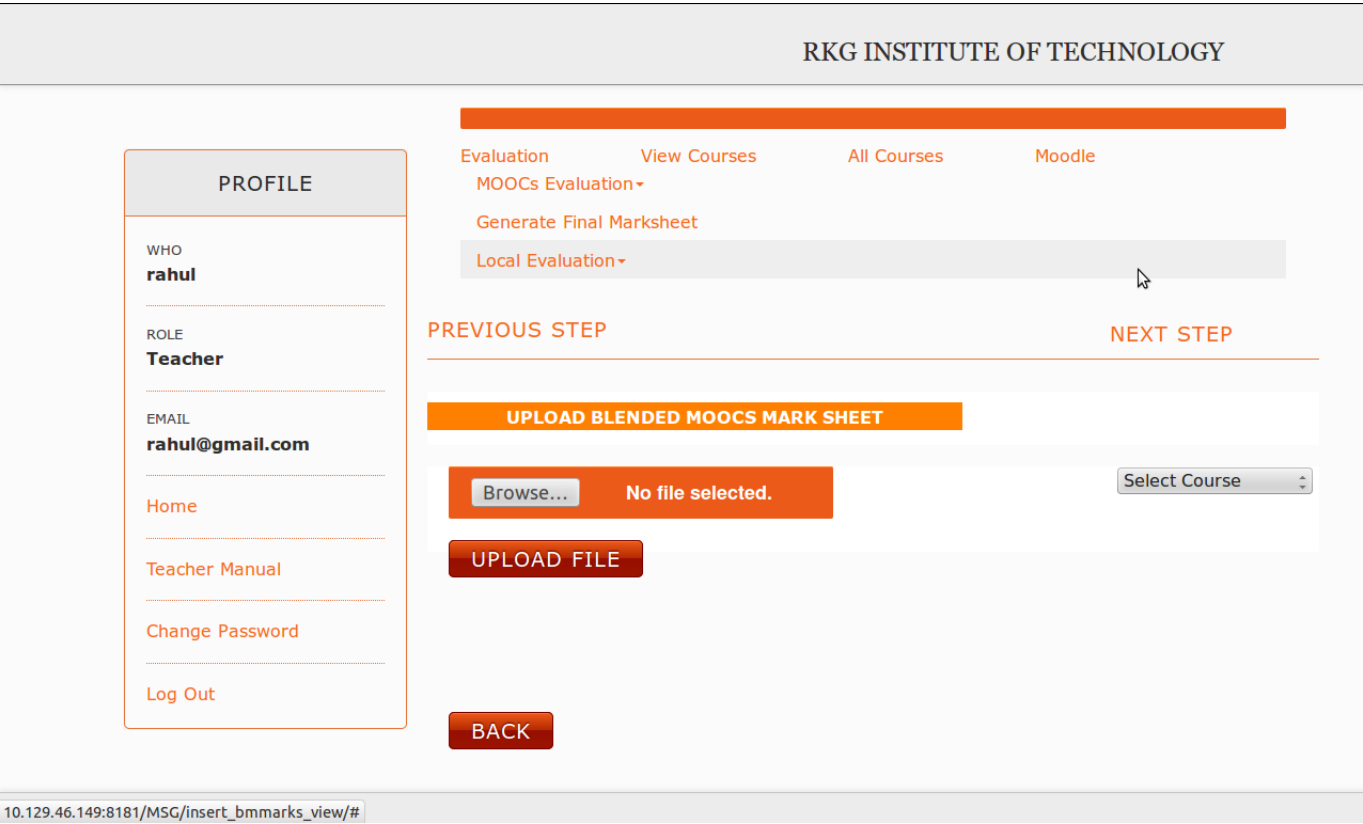 RKG INSTITUTE OF TECHNOLOGY
PROFILE
WHO
rahul
ROLE
Teacher
EMAIL
rahul@gmail.com
Home
Teacher Manual
Change Password
Log Out
Evaluation View Courses All Courses Moodle
MOOCs Evaluation
Generate Final Marksheet
Local Evaluation
PREVIOUS STEP NEXT STEP
UPLOAD BLENDED MOOCS MARK SHEET
Browse... No file selected. Select Course
UPLOAD FILE
BACK
10.129.46.149:8181/MSG/insert_bmmarks_view/#